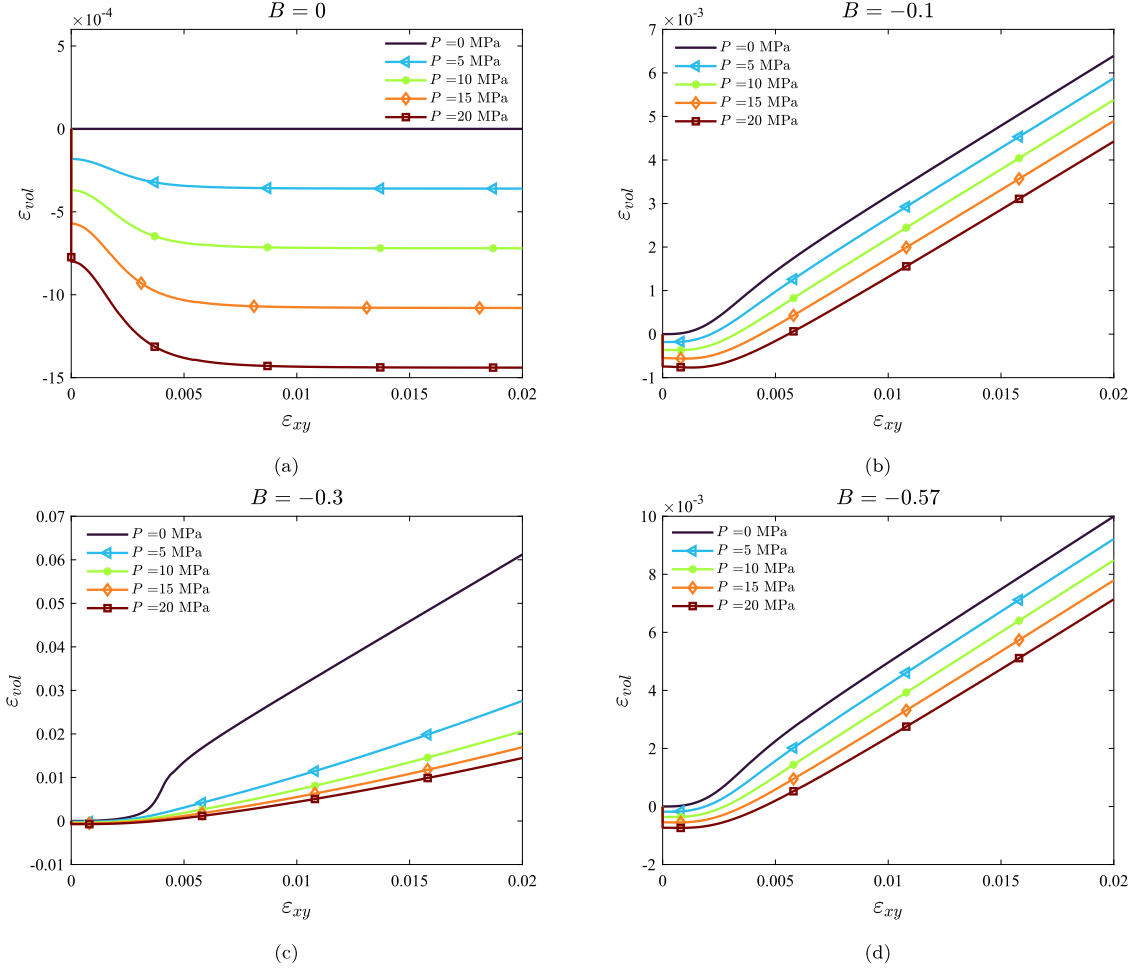 B = 0
×10⁻⁴
P =0 MPa
P =5 MPa
P =10 MPa
P =15 MPa
P =20 MPa
5
0
-5
-10
-15
ε_vol
0
0.005
0.01
0.015
0.02
ε_xy
(a)
B = −0.1
×10⁻³
P =0 MPa
P =5 MPa
P =10 MPa
P =15 MPa
P =20 MPa
7
6
5
4
3
2
1
0
-1
ε_vol
0
0.005
0.01
0.015
0.02
ε_xy
(b)
B = −0.3
P =0 MPa
P =5 MPa
P =10 MPa
P =15 MPa
P =20 MPa
0.07
0.06
0.05
0.04
0.03
0.02
0.01
0
-0.01
ε_vol
0
0.005
0.01
0.015
0.02
ε_xy
(c)
B = −0.57
×10⁻³
P =0 MPa
P =5 MPa
P =10 MPa
P =15 MPa
P =20 MPa
10
8
6
4
2
0
-2
ε_vol
0
0.005
0.01
0.015
0.02
ε_xy
(d)